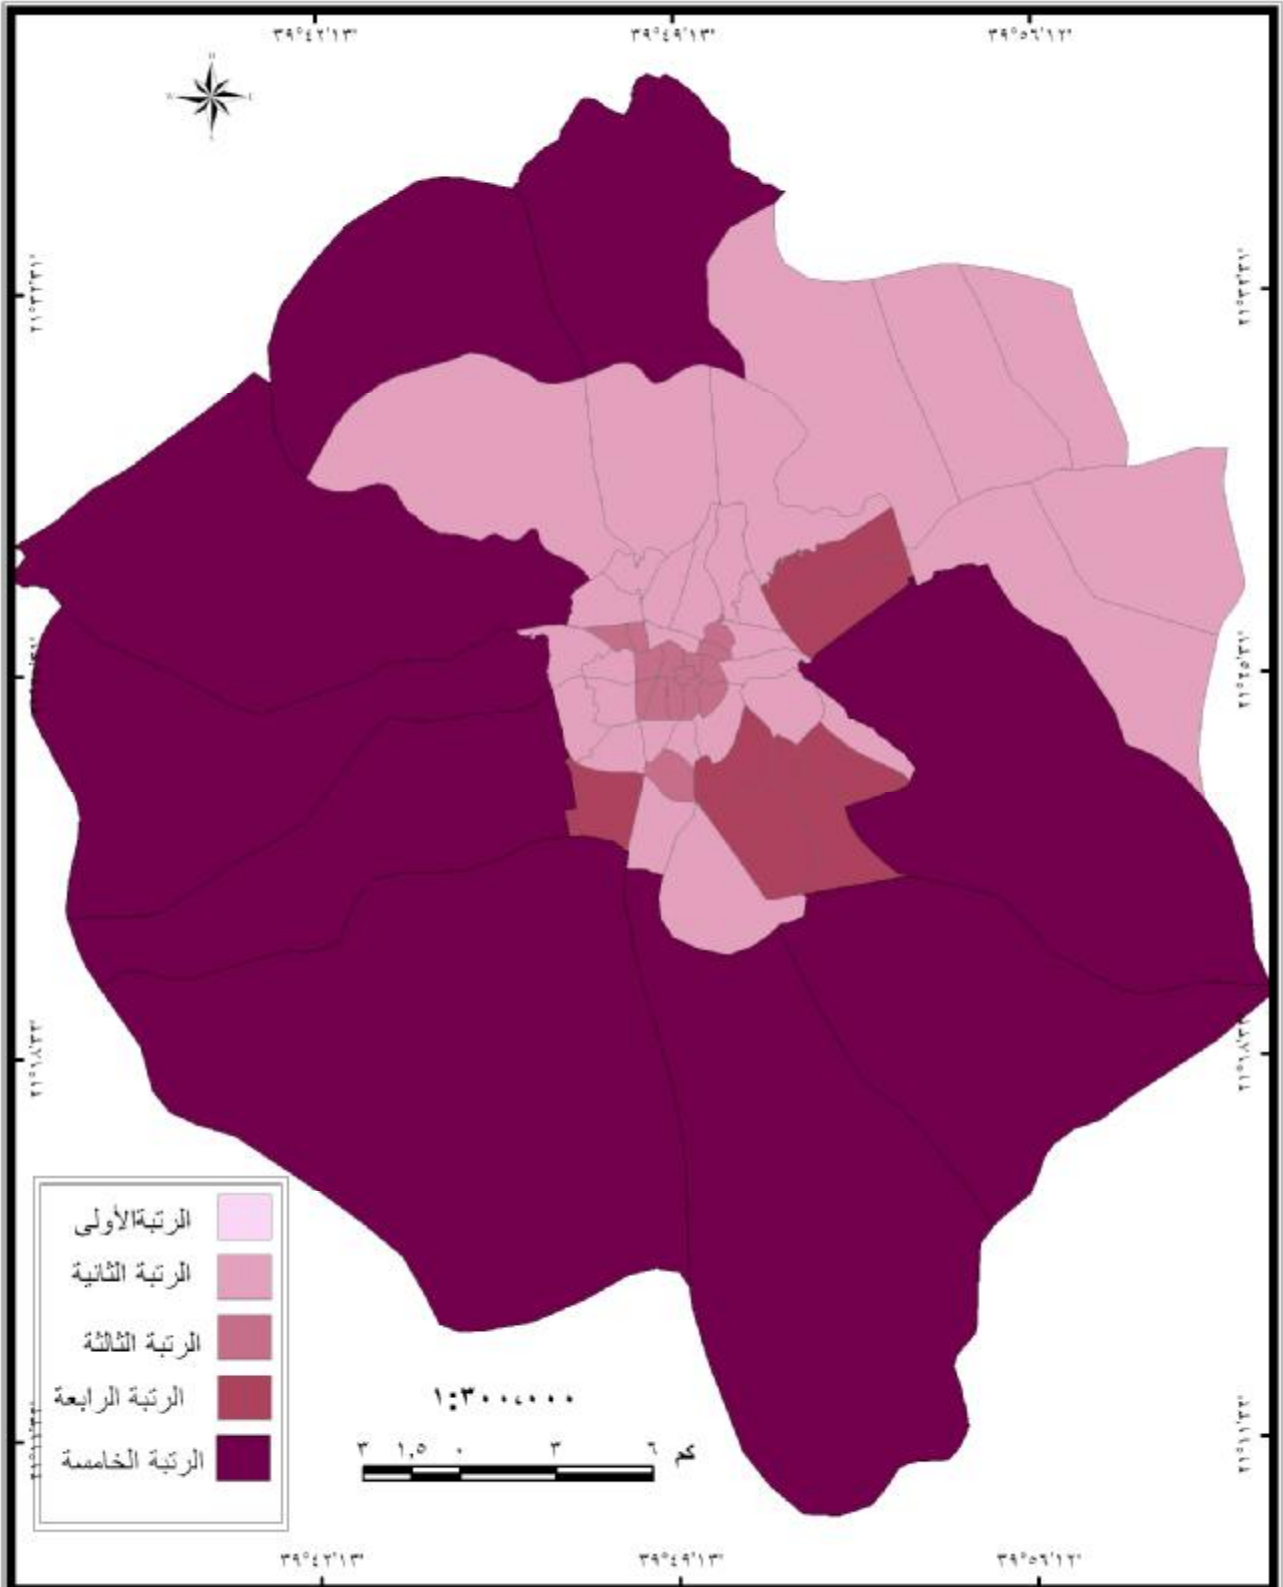 ٣٩°٤٢'١٣" ٣٩°٤٩'١٣" ٣٩°٥٦'١٢"
N
W E
S
الرتبةالأولى
الرتبة الثانية
الرتبة الثالثة
الرتبة الرابعة
الرتبة الخامسة
١:٣٠٠،٠٠٠
٣ ١,٥ ٠ ٣ ٦ كم
٣٩°٤٢'١٣" ٣٩°٤٩'١٣" ٣٩°٥٦'١٢"